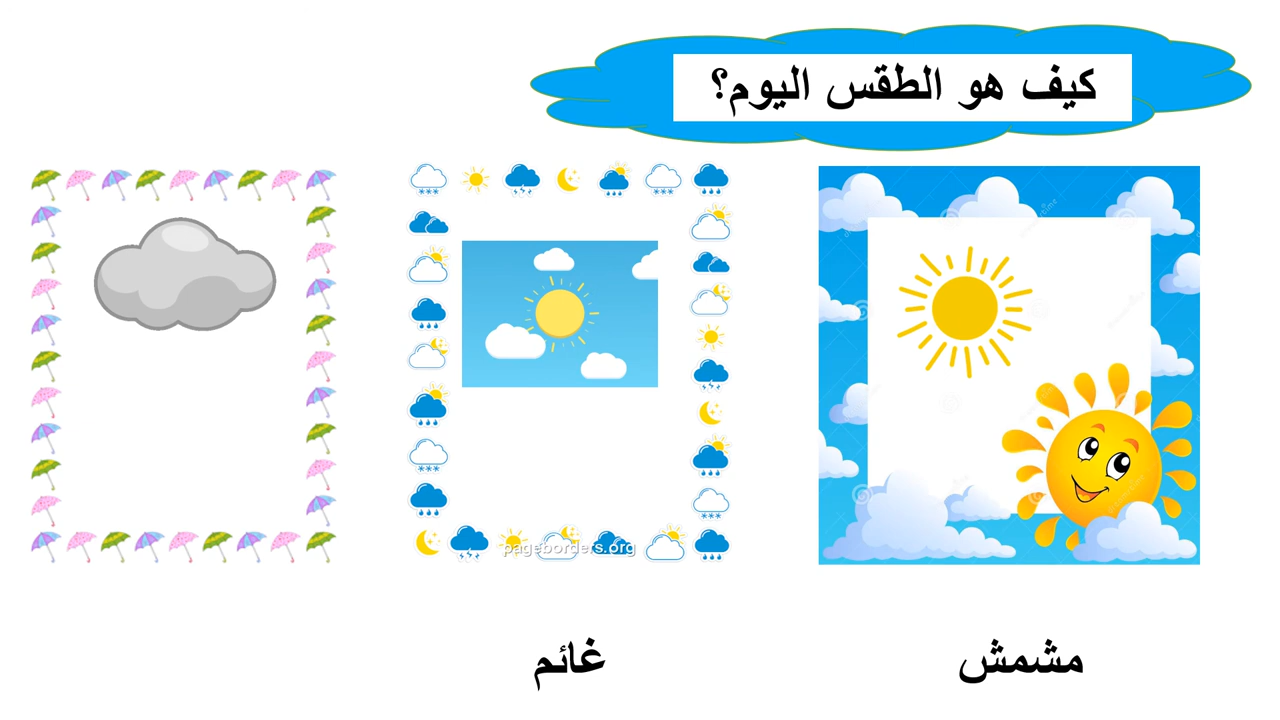 كيف هو الطقس اليوم؟
pageborders.org
مشمش
غائم